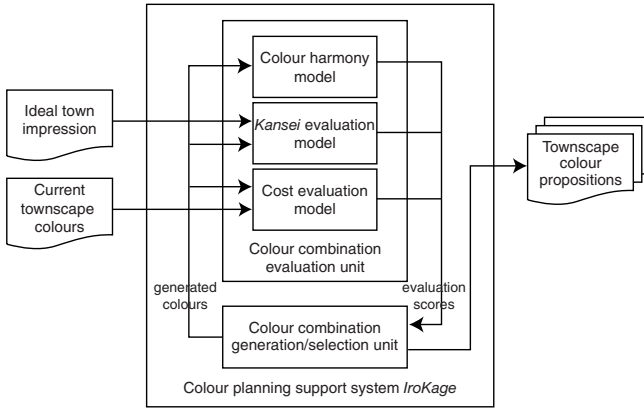 Colour harmony
model
Ideal town
impression
Kansei evaluation
model
Townscape
colour
propositions
Current
townscape
colours
Cost evaluation
model
Colour combination
evaluation unit
generated
colours
evaluation
scores
Colour combination
generation/selection unit
Colour planning support system IroKage